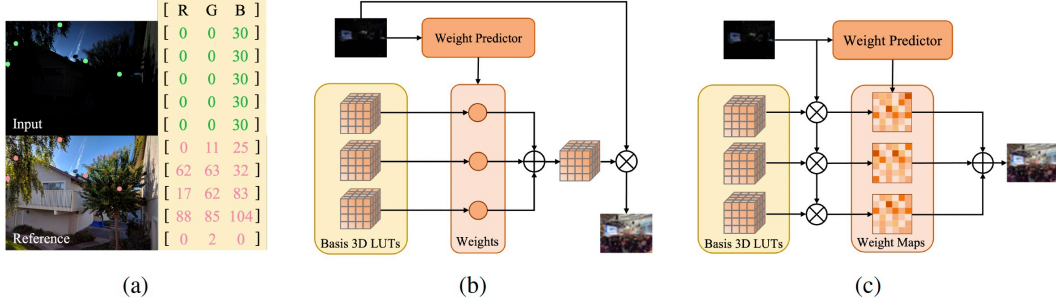 [ R G B ]
[ 0 0 30 ]
[ 0 0 30 ]
[ 0 0 30 ]
[ 0 0 30 ]
[ 0 0 30 ]
Input
[ 0 11 25 ]
[ 62 63 32 ]
[ 17 62 83 ]
[ 88 85 104 ]
[ 0 2 0 ]
Reference
(a)
Weight Predictor
Basis 3D LUTs
Weights
(b)
Weight Predictor
Basis 3D LUTs
Weight Maps
(c)